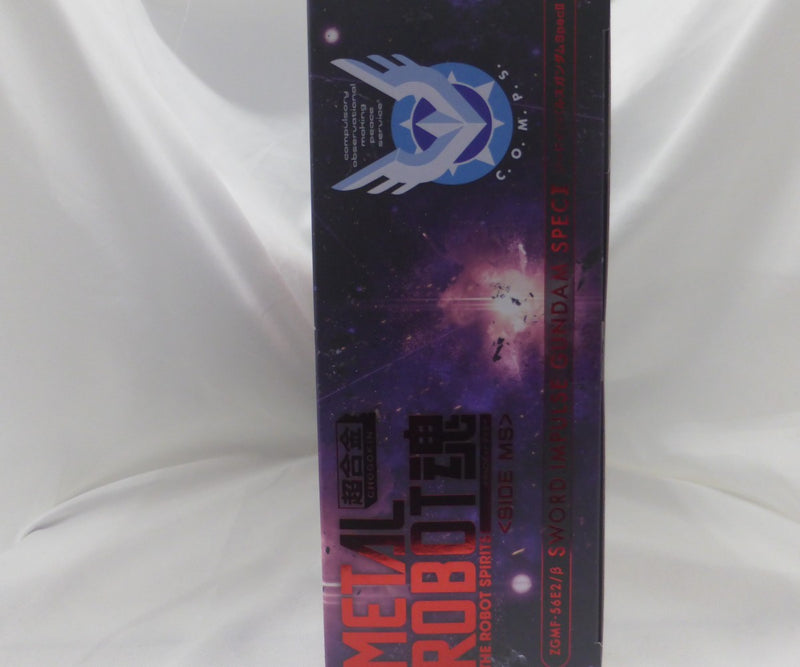 compulsory
observational
making
peace
service
C.O.M.P.S.
超合金
CHOGOKIN
METAL
ROBOT魂
THE ROBOT SPIRITS
<SIDE MS>
ZGMF-56E2/β SWORD IMPULSE GUNDAM SPECⅡ